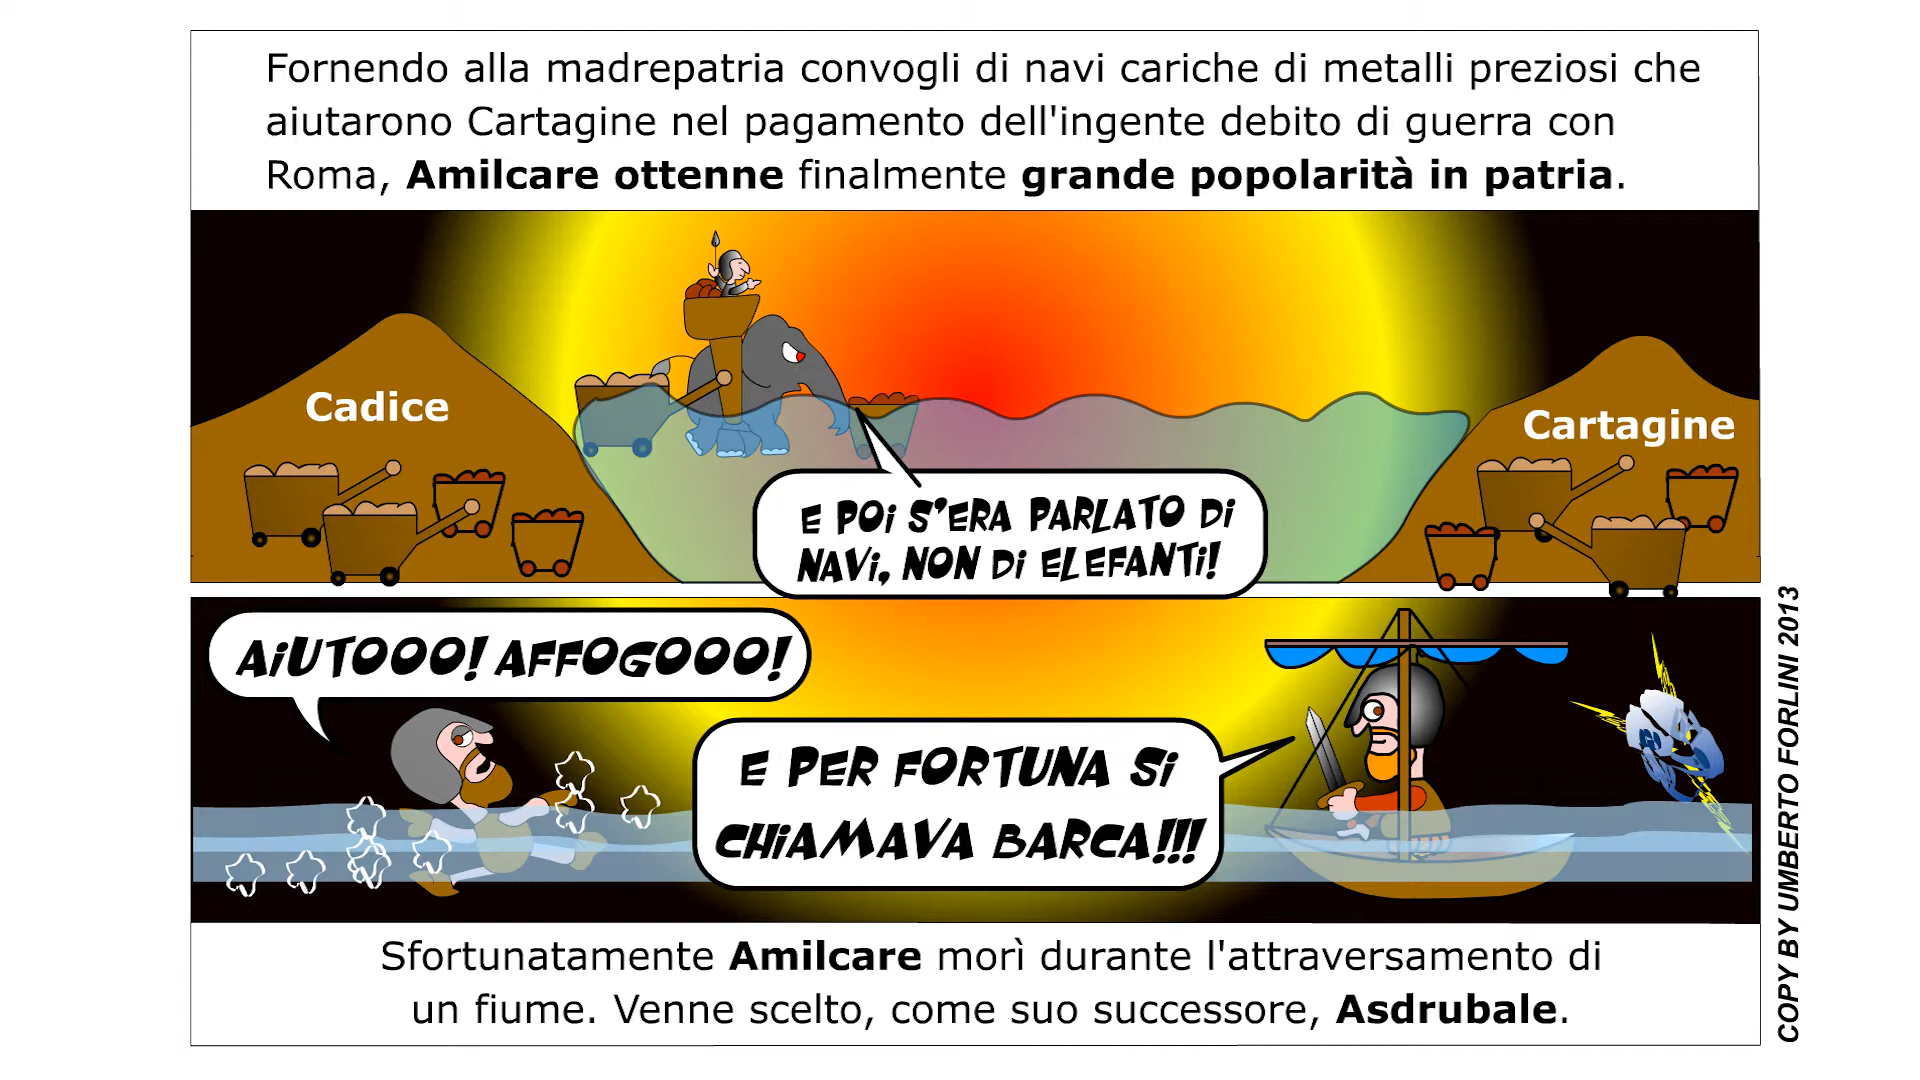 Fornendo alla madrepatria convogli di navi cariche di metalli preziosi che
aiutarono Cartagine nel pagamento dell'ingente debito di guerra con
Roma, Amilcare ottenne finalmente grande popolarità in patria.
Cadice
Cartagine
E POI S'ERA PARLATO DI
NAVI, NON DI ELEFANTI!
AIUTOOO! AFFOGOOO!
E PER FORTUNA SI
CHIAMAVA BARCA!!!
Sfortunatamente Amilcare morì durante l'attraversamento di
un fiume. Venne scelto, come suo successore, Asdrubale.
COPY BY UMBERTO FORLINI 2013